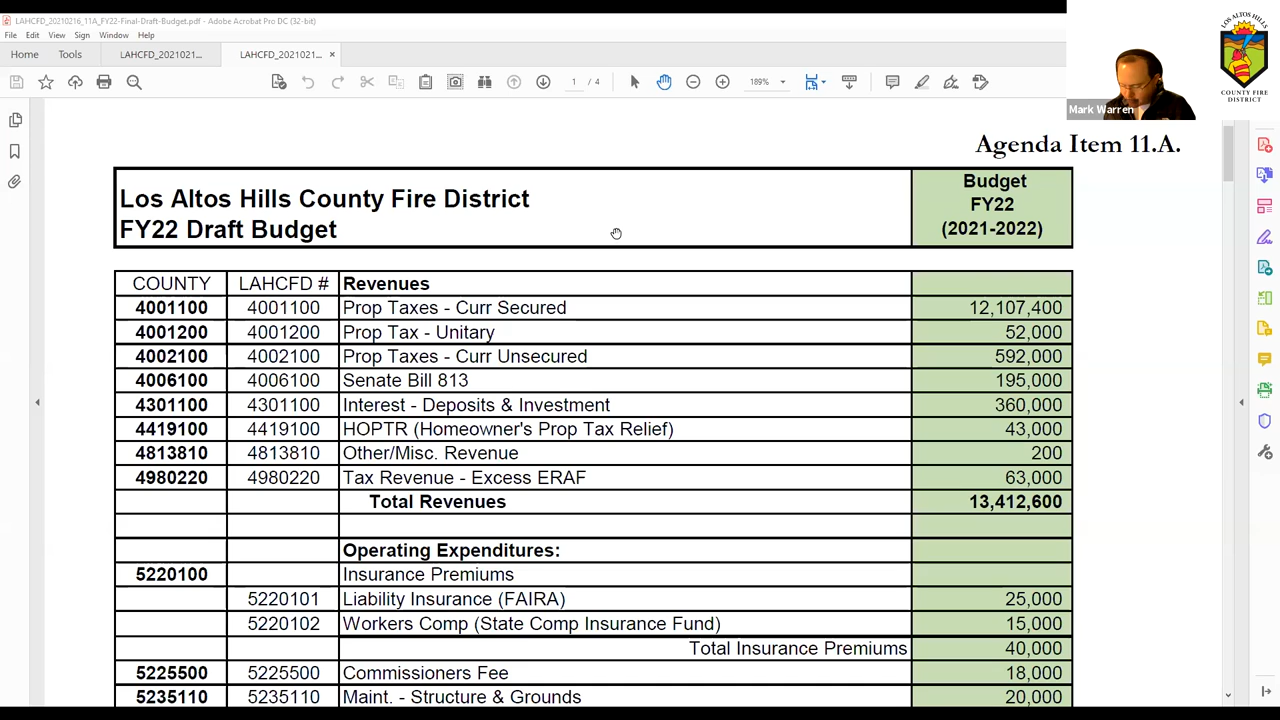 LAHCFD_20210216_11A_FY22-Final-Draft-Budget.pdf - Adobe Acrobat Pro DC (32-bit)
File Edit View Sign Window Help
Home Tools LAHCFD_2021021... LAHCFD_2021021... ×
1 / 4 189%
Mark Warren
LOS ALTOS HILLS
COUNTY FIRE
DISTRICT
Agenda Item 11.A.
Los Altos Hills County Fire District
FY22 Draft Budget
Budget
FY22
(2021-2022)
COUNTY LAHCFD # Revenues
4001100 4001100 Prop Taxes - Curr Secured 12,107,400
4001200 4001200 Prop Tax - Unitary 52,000
4002100 4002100 Prop Taxes - Curr Unsecured 592,000
4006100 4006100 Senate Bill 813 195,000
4301100 4301100 Interest - Deposits & Investment 360,000
4419100 4419100 HOPTR (Homeowner's Prop Tax Relief) 43,000
4813810 4813810 Other/Misc. Revenue 200
4980220 4980220 Tax Revenue - Excess ERAF 63,000
Total Revenues 13,412,600
Operating Expenditures:
5220100 Insurance Premiums
5220101 Liability Insurance (FAIRA) 25,000
5220102 Workers Comp (State Comp Insurance Fund) 15,000
Total Insurance Premiums 40,000
5225500 5225500 Commissioners Fee 18,000
5235110 5235110 Maint. - Structure & Grounds 20,000